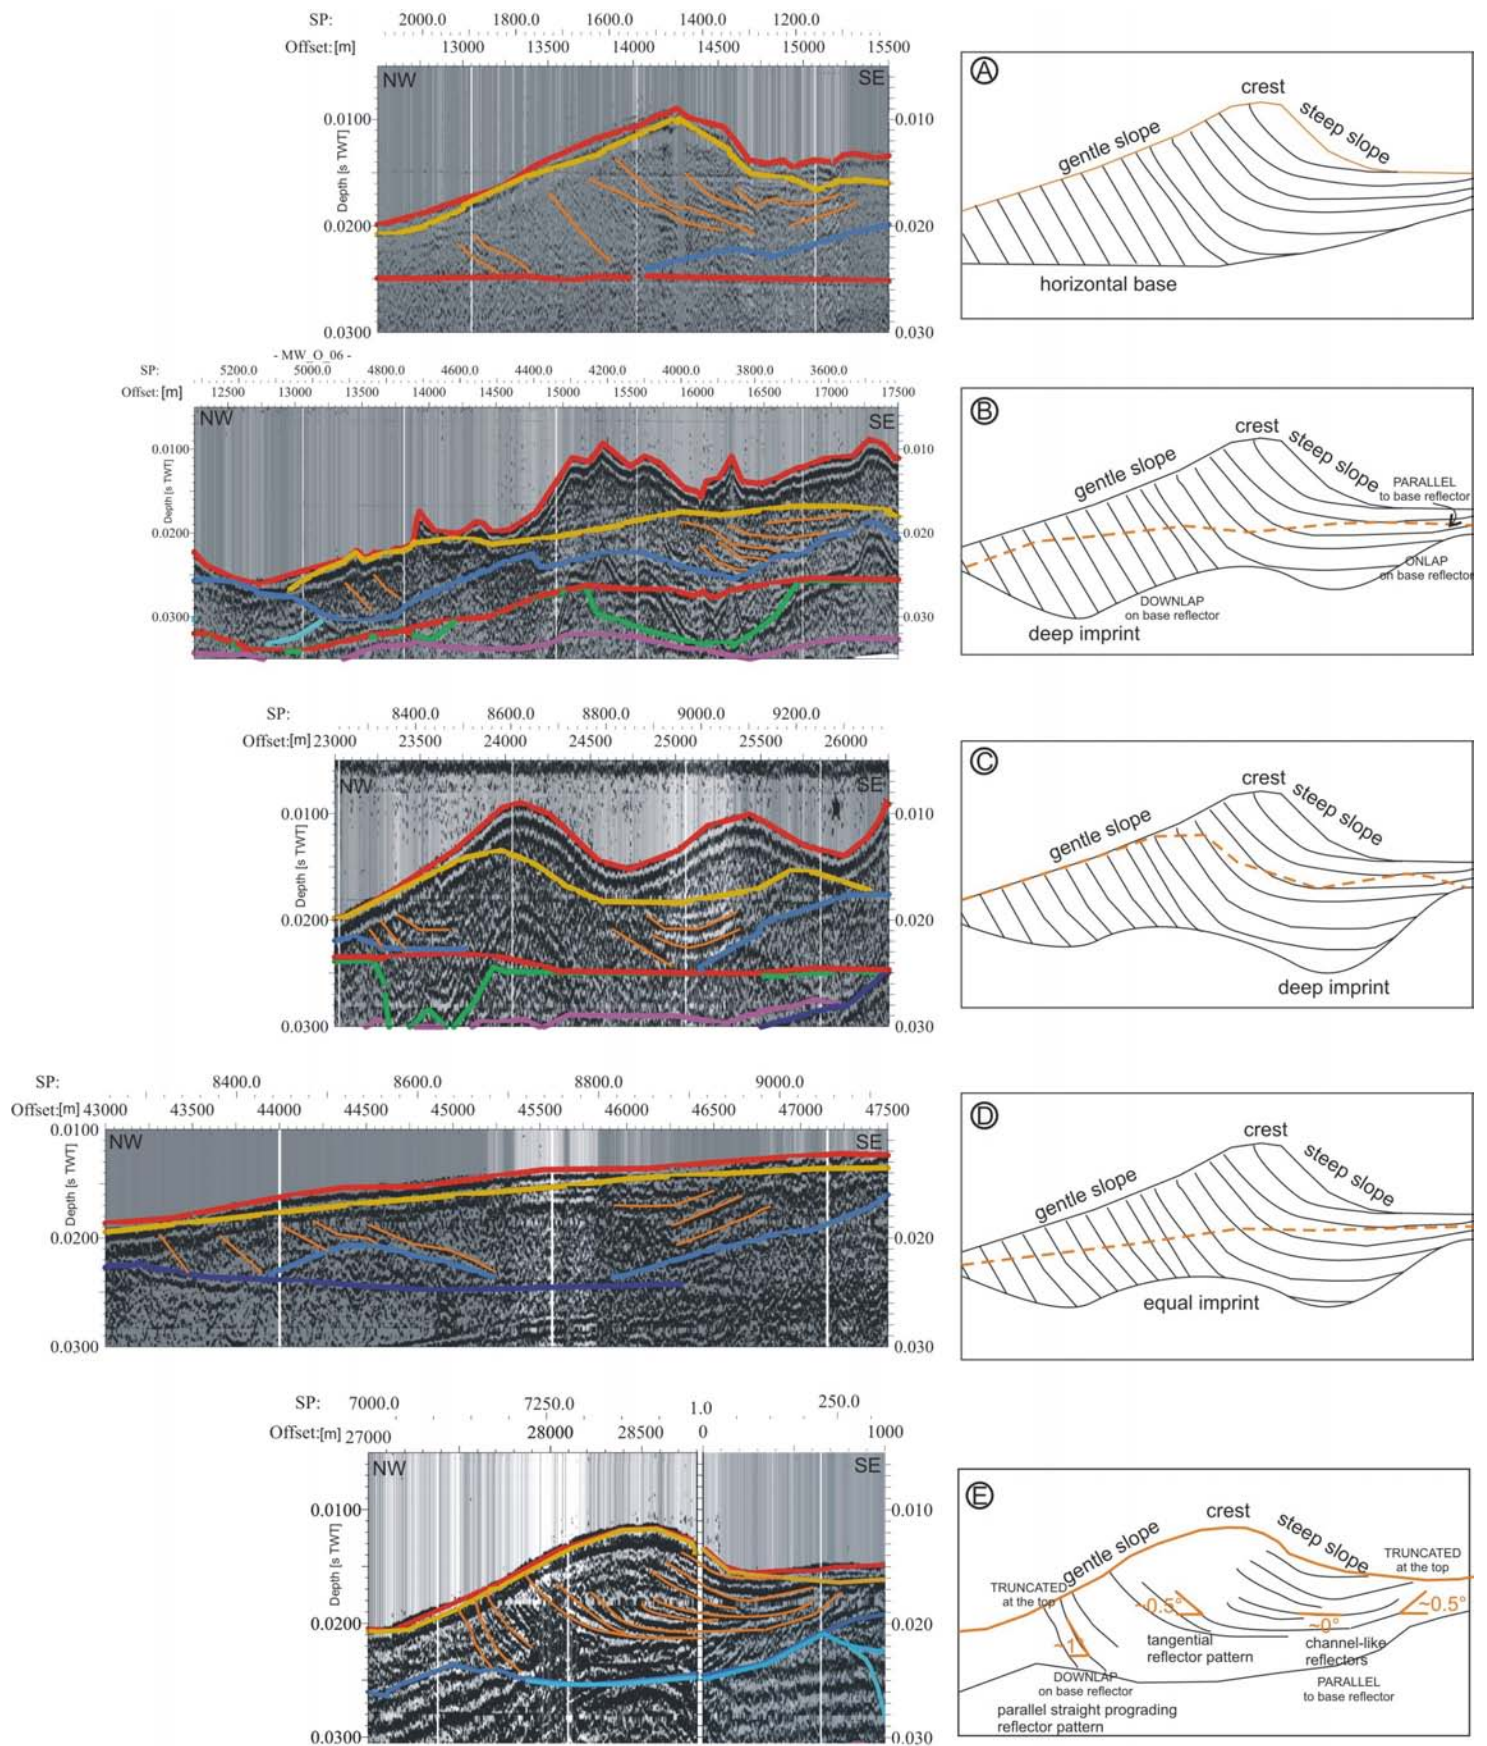 SP: 2000.0 1800.0 1600.0 1400.0 1200.0
Offset:[m] 13000 13500 14000 14500 15000 15500
NW SE
0.0100 0.010
0.0200 0.020
0.0300 0.030
Depth [s TWT]
A
crest
gentle slope
steep slope
horizontal base
- MW_O_06 -
SP: 5200.0 5000.0 4800.0 4600.0 4400.0 4200.0 4000.0 3800.0 3600.0
Offset:[m] 12500 13000 13500 14000 14500 15000 15500 16000 16500 17000 17500
NW SE
0.0100 0.010
0.0200 0.020
0.0300 0.030
Depth [s TWT]
B
crest
gentle slope
steep slope
PARALLEL
to base reflector
ONLAP
on base reflector
DOWNLAP
on base reflector
deep imprint
SP: 8400.0 8600.0 8800.0 9000.0 9200.0
Offset:[m] 23000 23500 24000 24500 25000 25500 26000
NW SE
0.0100 0.010
0.0200 0.020
0.0300 0.030
Depth [s TWT]
C
crest
gentle slope
steep slope
deep imprint
SP: 8400.0 8600.0 8800.0 9000.0
Offset:[m] 43000 43500 44000 44500 45000 45500 46000 46500 47000 47500
0.0100
NW SE
0.0200 0.020
0.0300 0.030
Depth [s TWT]
D
crest
gentle slope
steep slope
equal imprint
SP: 7000.0 7250.0 1.0 250.0
Offset:[m] 27000 28000 28500 0 1000
NW SE
0.0100 0.010
0.0200 0.020
0.0300 0.030
Depth [s TWT]
E
crest
gentle slope
steep slope
TRUNCATED
at the top
TRUNCATED
at the top
~0.5°
~0.5°
~0°
~1°
tangential
reflector pattern
channel-like
reflectors
DOWNLAP
on base reflector
PARALLEL
to base reflector
parallel straight prograding
reflector pattern